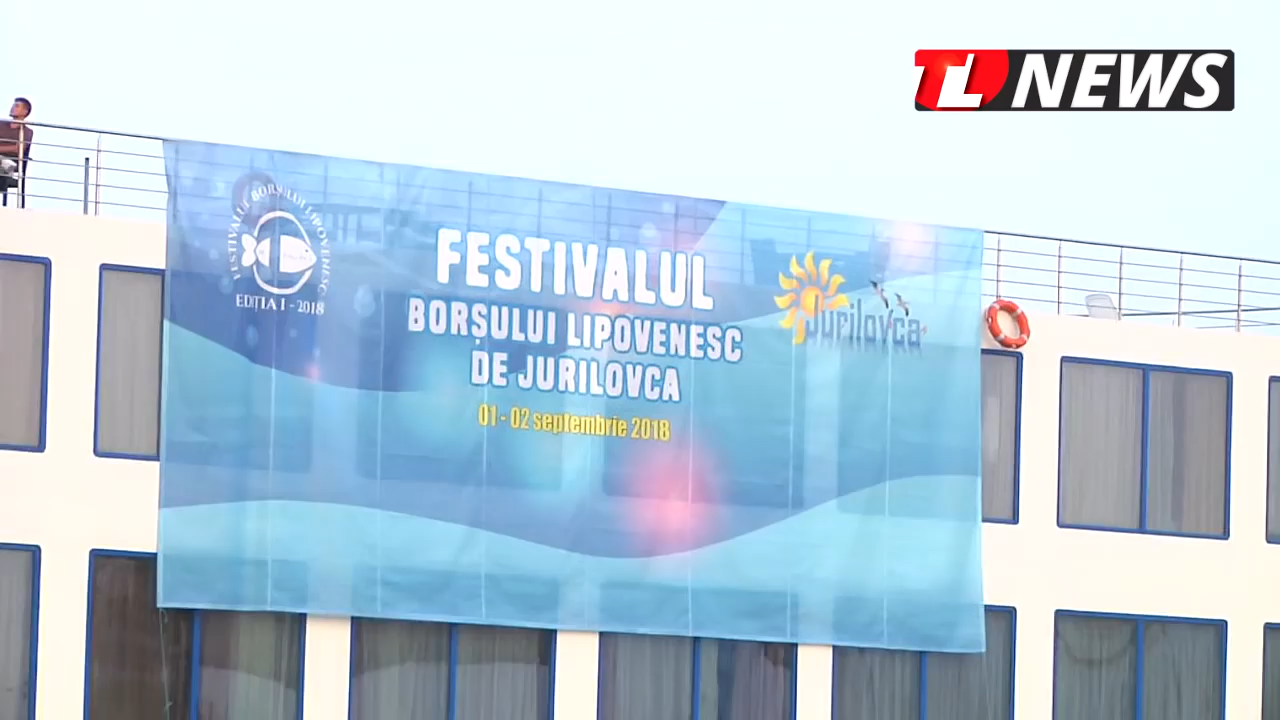 TL NEWS
FESTIVALUL BORȘULUI LIPOVENESC
EDIȚIA I - 2018
FESTIVALUL
BORȘULUI LIPOVENESC
DE JURILOVCA
01 - 02 septembrie 2018
Jurilovca